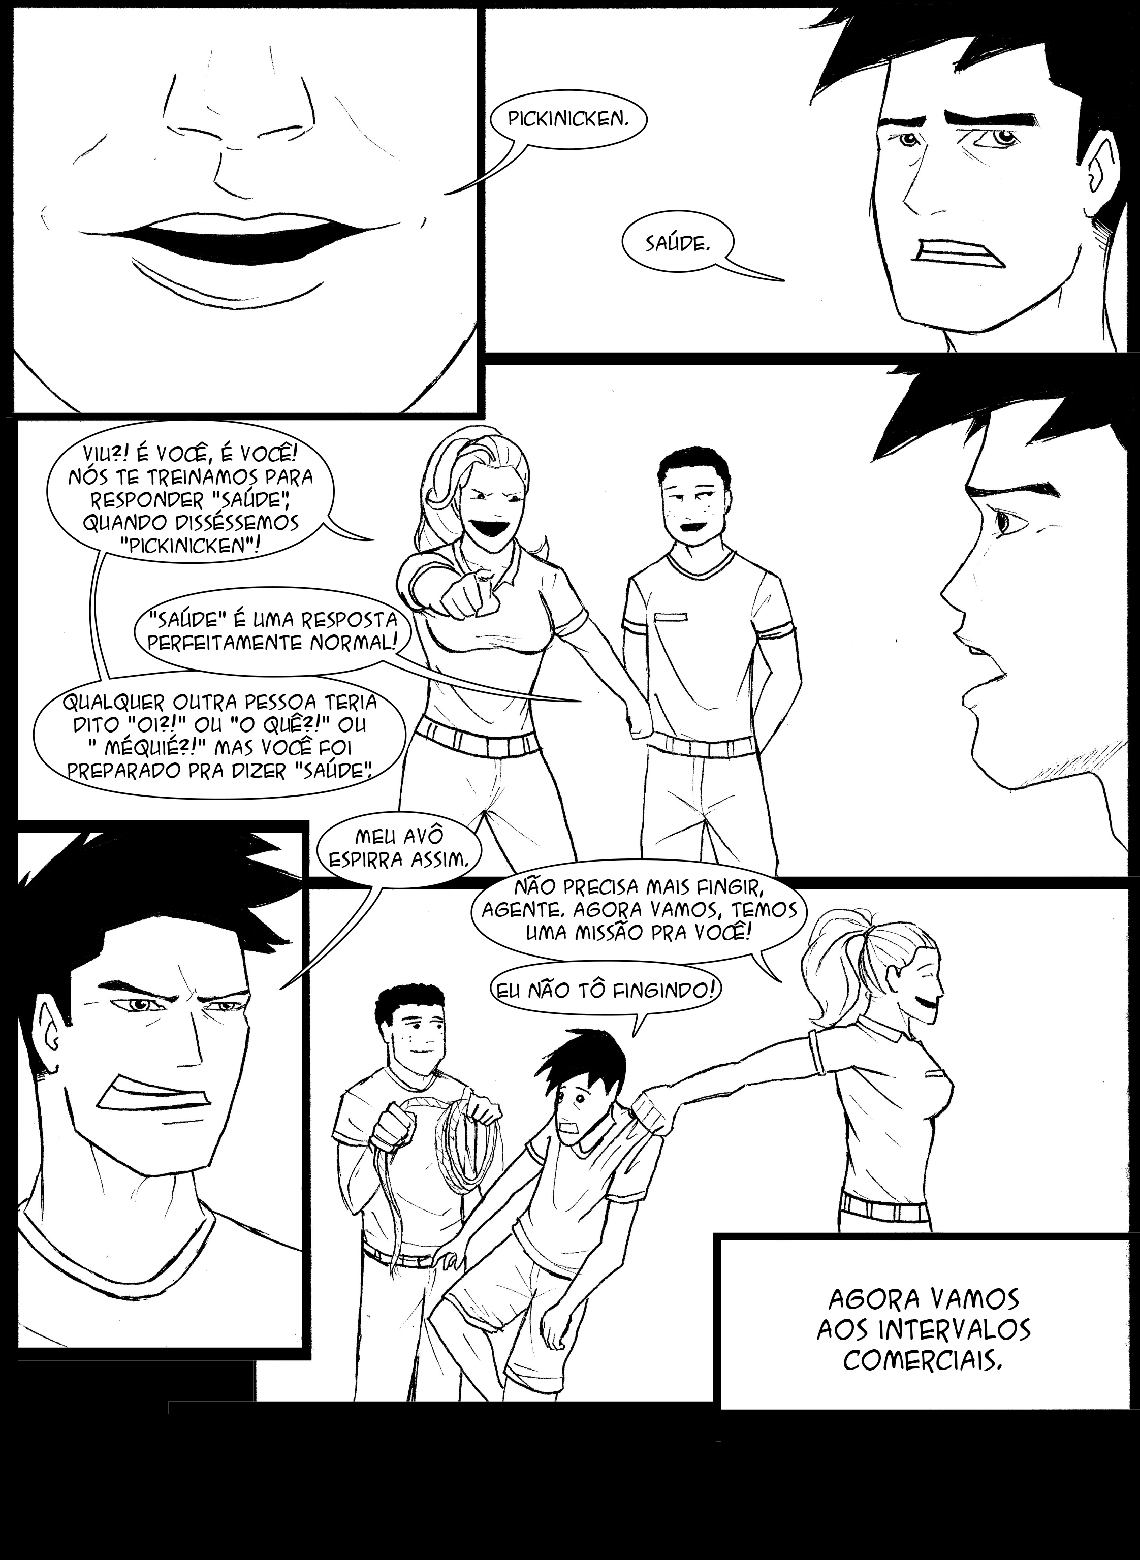 PICKINICKEN.
SAÚDE.
VIU?! É VOCÊ, É VOCÊ!
NÓS TE TREINAMOS PARA
RESPONDER "SAÚDE",
QUANDO DISSÉSSEMOS
"PICKINICKEN"!
"SAÚDE" É UMA RESPOSTA
PERFEITAMENTE NORMAL!
QUALQUER OUTRA PESSOA TERIA
DITO "OI?!" OU "O QUÊ?!" OU
" MÉQUIÉ?!" MAS VOCÊ FOI
PREPARADO PRA DIZER "SAÚDE".
MEU AVÔ
ESPIRRA ASSIM.
NÃO PRECISA MAIS FINGIR,
AGENTE. AGORA VAMOS, TEMOS
UMA MISSÃO PRA VOCÊ!
EU NÃO TÔ FINGINDO!
AGORA VAMOS
AOS INTERVALOS
COMERCIAIS.